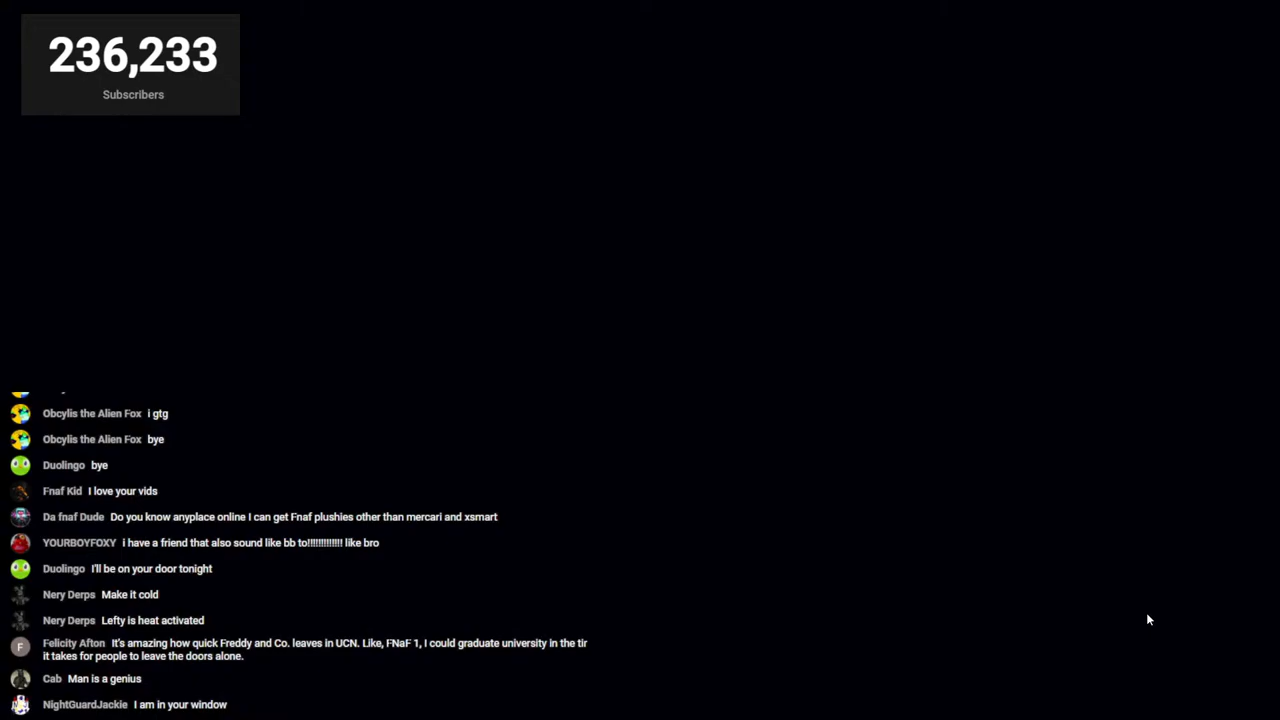 236,233
Subscribers
Obcylis the Alien Fox i gtg
Obcylis the Alien Fox bye
Duolingo bye
Fnaf Kid I love your vids
Da fnaf Dude Do you know anyplace online I can get Fnaf plushies other than mercari and xsmart
YOURBOYFOXY i have a friend that also sound like bb to!!!!!!!!!!!!! like bro
Duolingo I'll be on your door tonight
Nery Derps Make it cold
Nery Derps Lefty is heat activated
F
Felicity Afton It's amazing how quick Freddy and Co. leaves in UCN. Like, FNaF 1, I could graduate university in the tir
it takes for people to leave the doors alone.
Cab Man is a genius
NightGuardJackie I am in your window